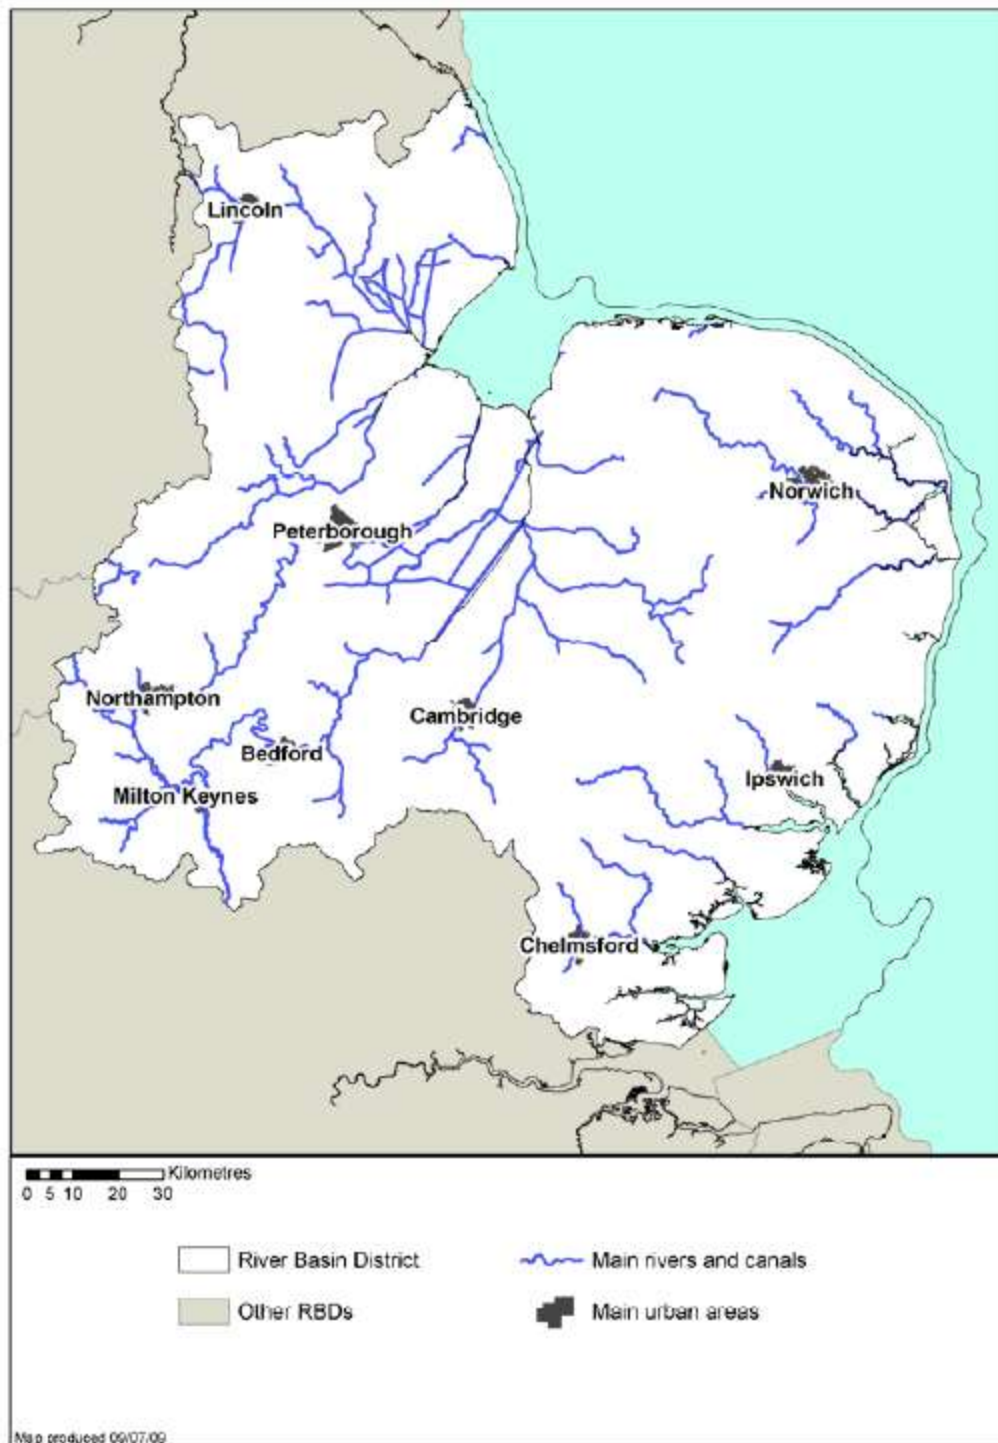 Lincoln
Norwich
Peterborough
Northampton
Cambridge
Bedford
Ipswich
Milton Keynes
Chelmsford
Kilometres
0 5 10 20 30
River Basin District
Main rivers and canals
Other RBDs
Main urban areas
Map produced 09/07/09